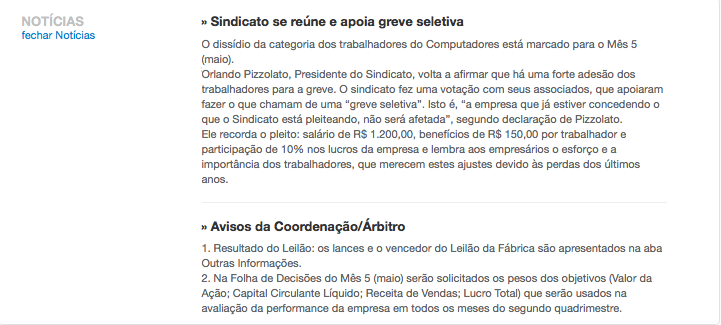 NOTÍCIAS
fechar Notícias
» Sindicato se reúne e apoia greve seletiva
O dissídio da categoria dos trabalhadores do Computadores está marcado para o Mês 5
(maio).
Orlando Pizzolato, Presidente do Sindicato, volta a afirmar que há uma forte adesão dos
trabalhadores para a greve. O sindicato fez uma votação com seus associados, que apoiaram
fazer o que chamam de uma “greve seletiva”. Isto é, “a empresa que já estiver concedendo o
que o Sindicato está pleiteando, não será afetada”, segundo declaração de Pizzolato.
Ele recorda o pleito: salário de R$ 1.200,00, benefícios de R$ 150,00 por trabalhador e
participação de 10% nos lucros da empresa e lembra aos empresários o esforço e a
importância dos trabalhadores, que merecem estes ajustes devido às perdas dos últimos
anos.
» Avisos da Coordenação/Árbitro
1. Resultado do Leilão: os lances e o vencedor do Leilão da Fábrica são apresentados na aba
Outras Informações.
2. Na Folha de Decisões do Mês 5 (maio) serão solicitados os pesos dos objetivos (Valor da
Ação; Capital Circulante Líquido; Receita de Vendas; Lucro Total) que serão usados na
avaliação da performance da empresa em todos os meses do segundo quadrimestre.